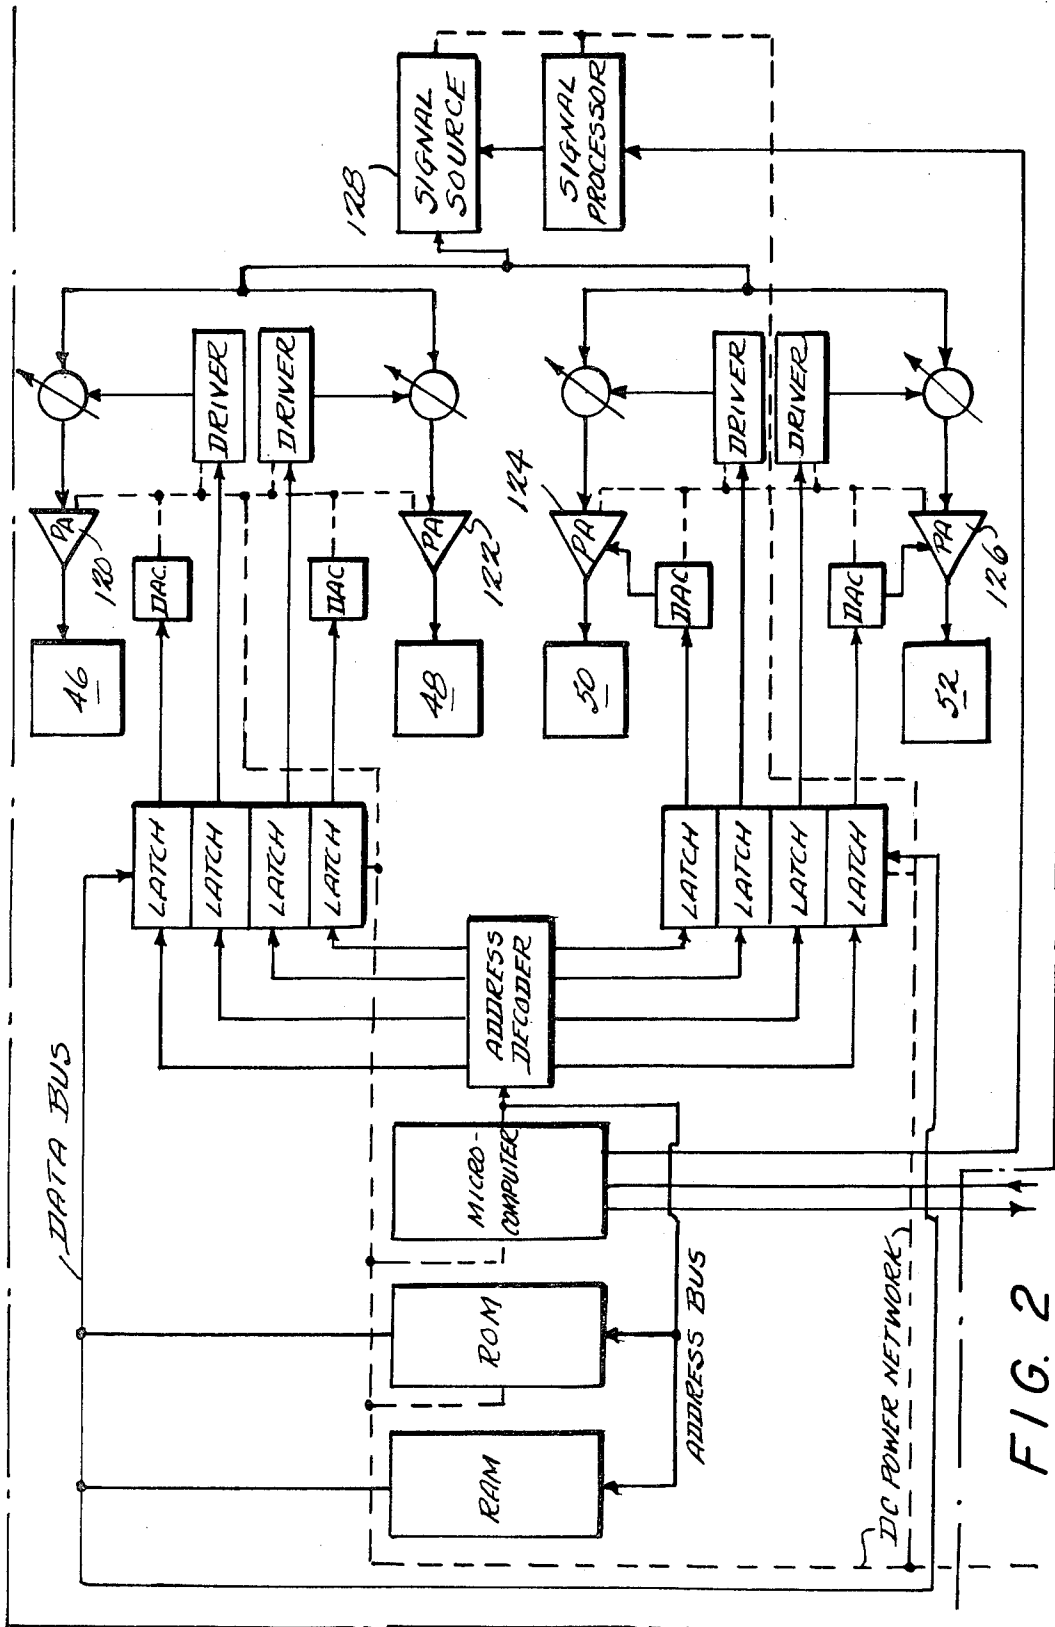 DATA BUS
RAM
ROM
MICRO-
COMPUTER
ADDRESS
DECODER
ADDRESS BUS
DC POWER NETWORK
LATCH
LATCH
LATCH
LATCH
LATCH
LATCH
LATCH
LATCH
46
48
50
52
DAC
DAC
DAC
DAC
PA
120
PA
122
PA
124
PA
126
DRIVER
DRIVER
DRIVER
DRIVER
128
SIGNAL
SOURCE
SIGNAL
PROCESSOR
FIG. 2